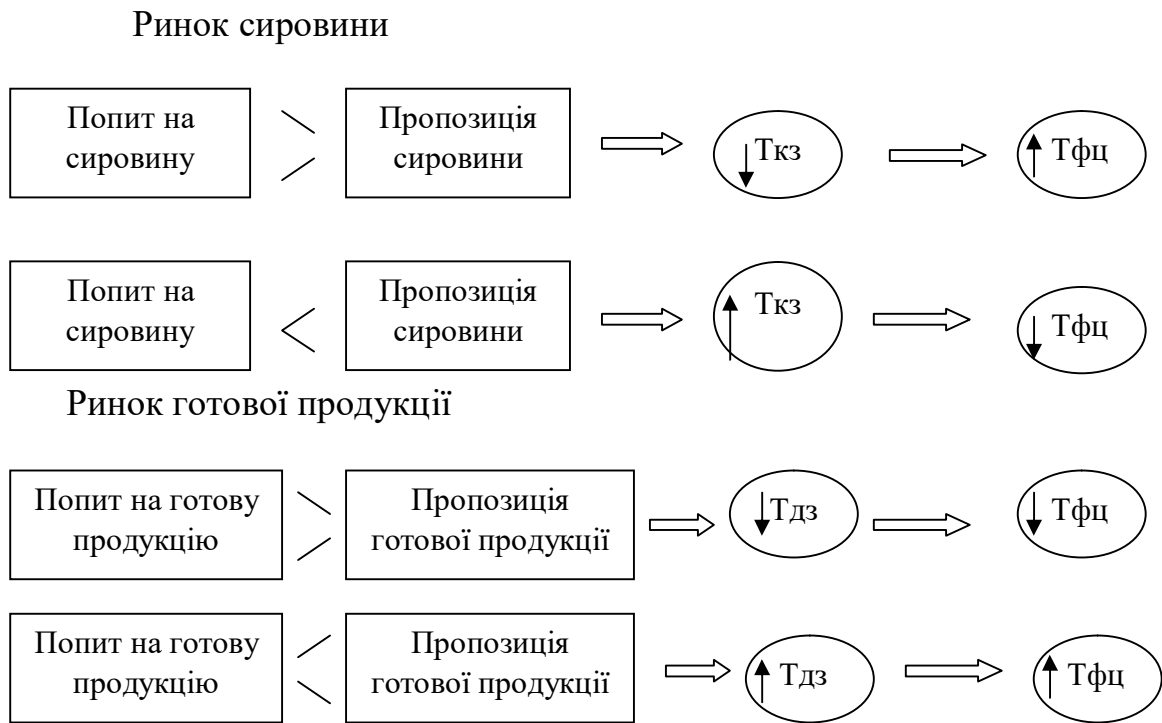 Ринок сировини
Попит на
сировину
Пропозиція
сировини
Ткз
Тфц
Попит на
сировину
Пропозиція
сировини
Ткз
Тфц
Ринок готової продукції
Попит на готову
продукцію
Пропозиція
готової продукції
Тдз
Тфц
Попит на готову
продукцію
Пропозиція
готової продукції
Тдз
Тфц